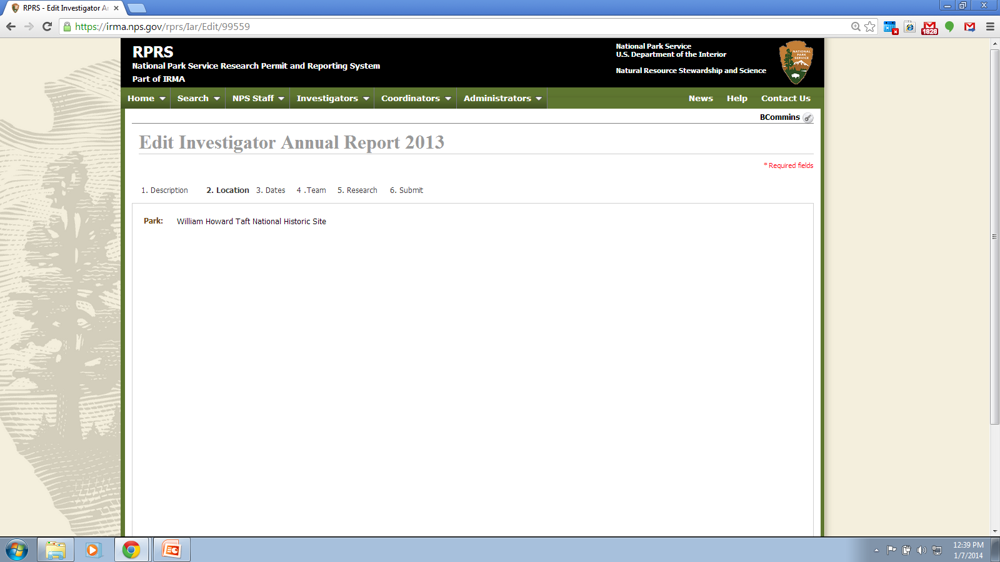 RPRS - Edit Investigator A
https://irma.nps.gov/rprs/Iar/Edit/99559
1828
RPRS
National Park Service Research Permit and Reporting System
Part of IRMA
National Park Service
U.S. Department of the Interior
Natural Resource Stewardship and Science
NATIONAL
PARK
SERVICE
Home Search NPS Staff Investigators Coordinators Administrators News Help Contact Us
BCommins
Edit Investigator Annual Report 2013
* Required fields
1. Description 2. Location 3. Dates 4 .Team 5. Research 6. Submit
Park: William Howard Taft National Historic Site
12:39 PM
1/7/2014